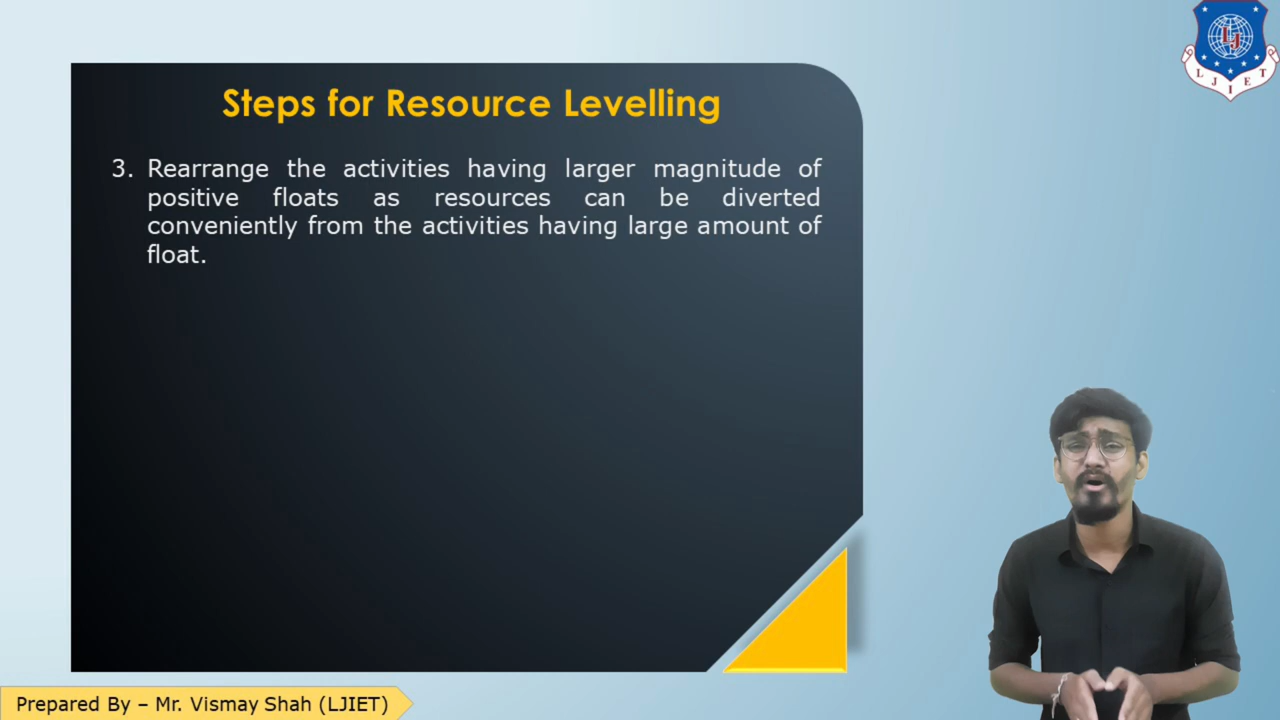 Steps for Resource Levelling
3. Rearrange the activities having larger magnitude of
positive floats as resources can be diverted
conveniently from the activities having large amount of
float.
LJIET
Prepared By – Mr. Vismay Shah (LJIET)